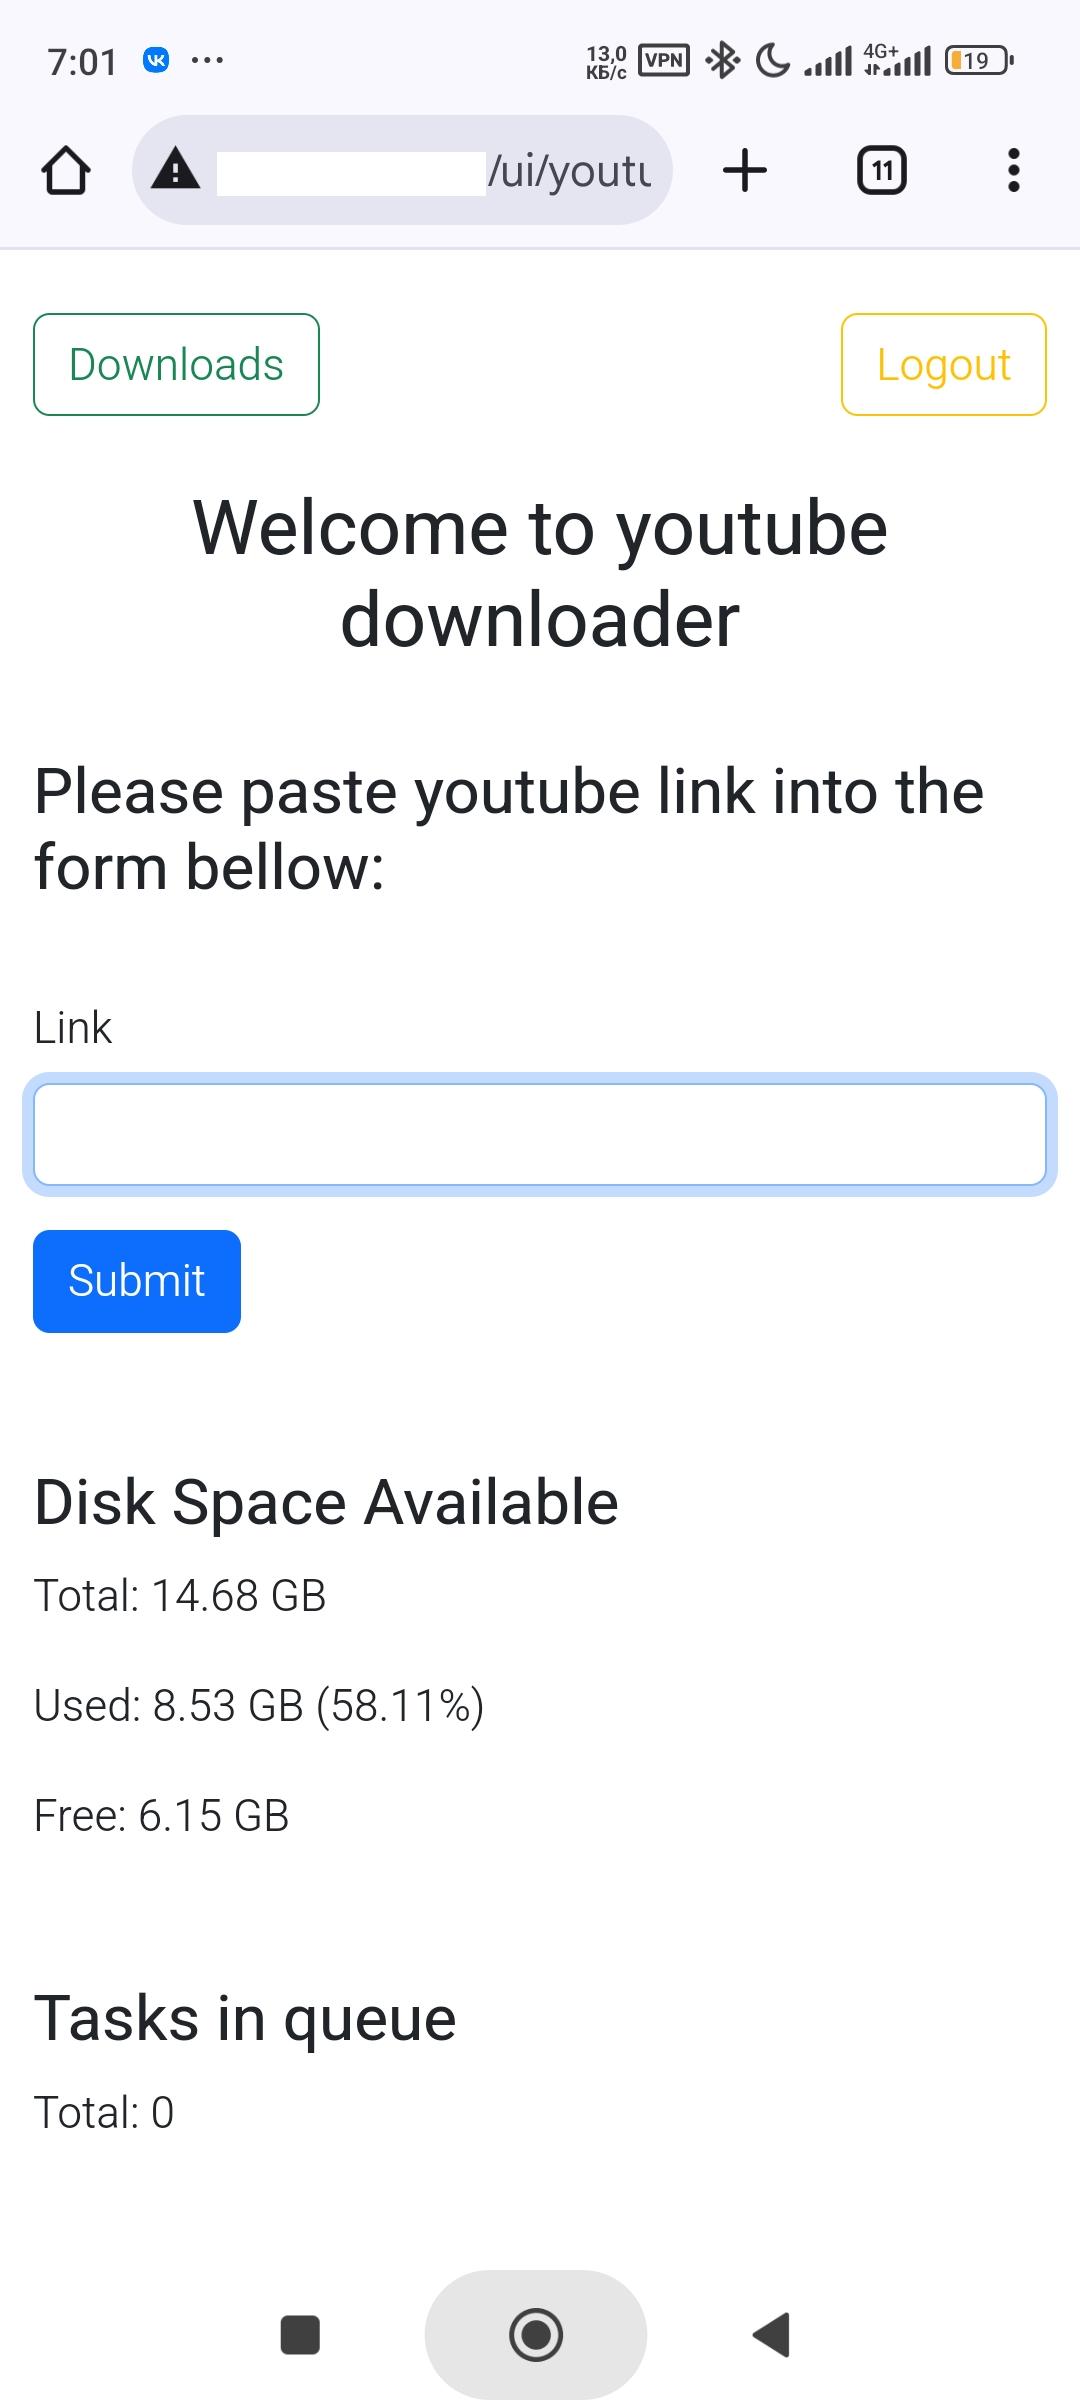 7:01 ... 13,0 КБ/с VPN 4G+ 19
/ui/youtu 11
Downloads Logout
Welcome to youtube
downloader
Please paste youtube link into the
form bellow:
Link
Submit
Disk Space Available
Total: 14.68 GB
Used: 8.53 GB (58.11%)
Free: 6.15 GB
Tasks in queue
Total: 0